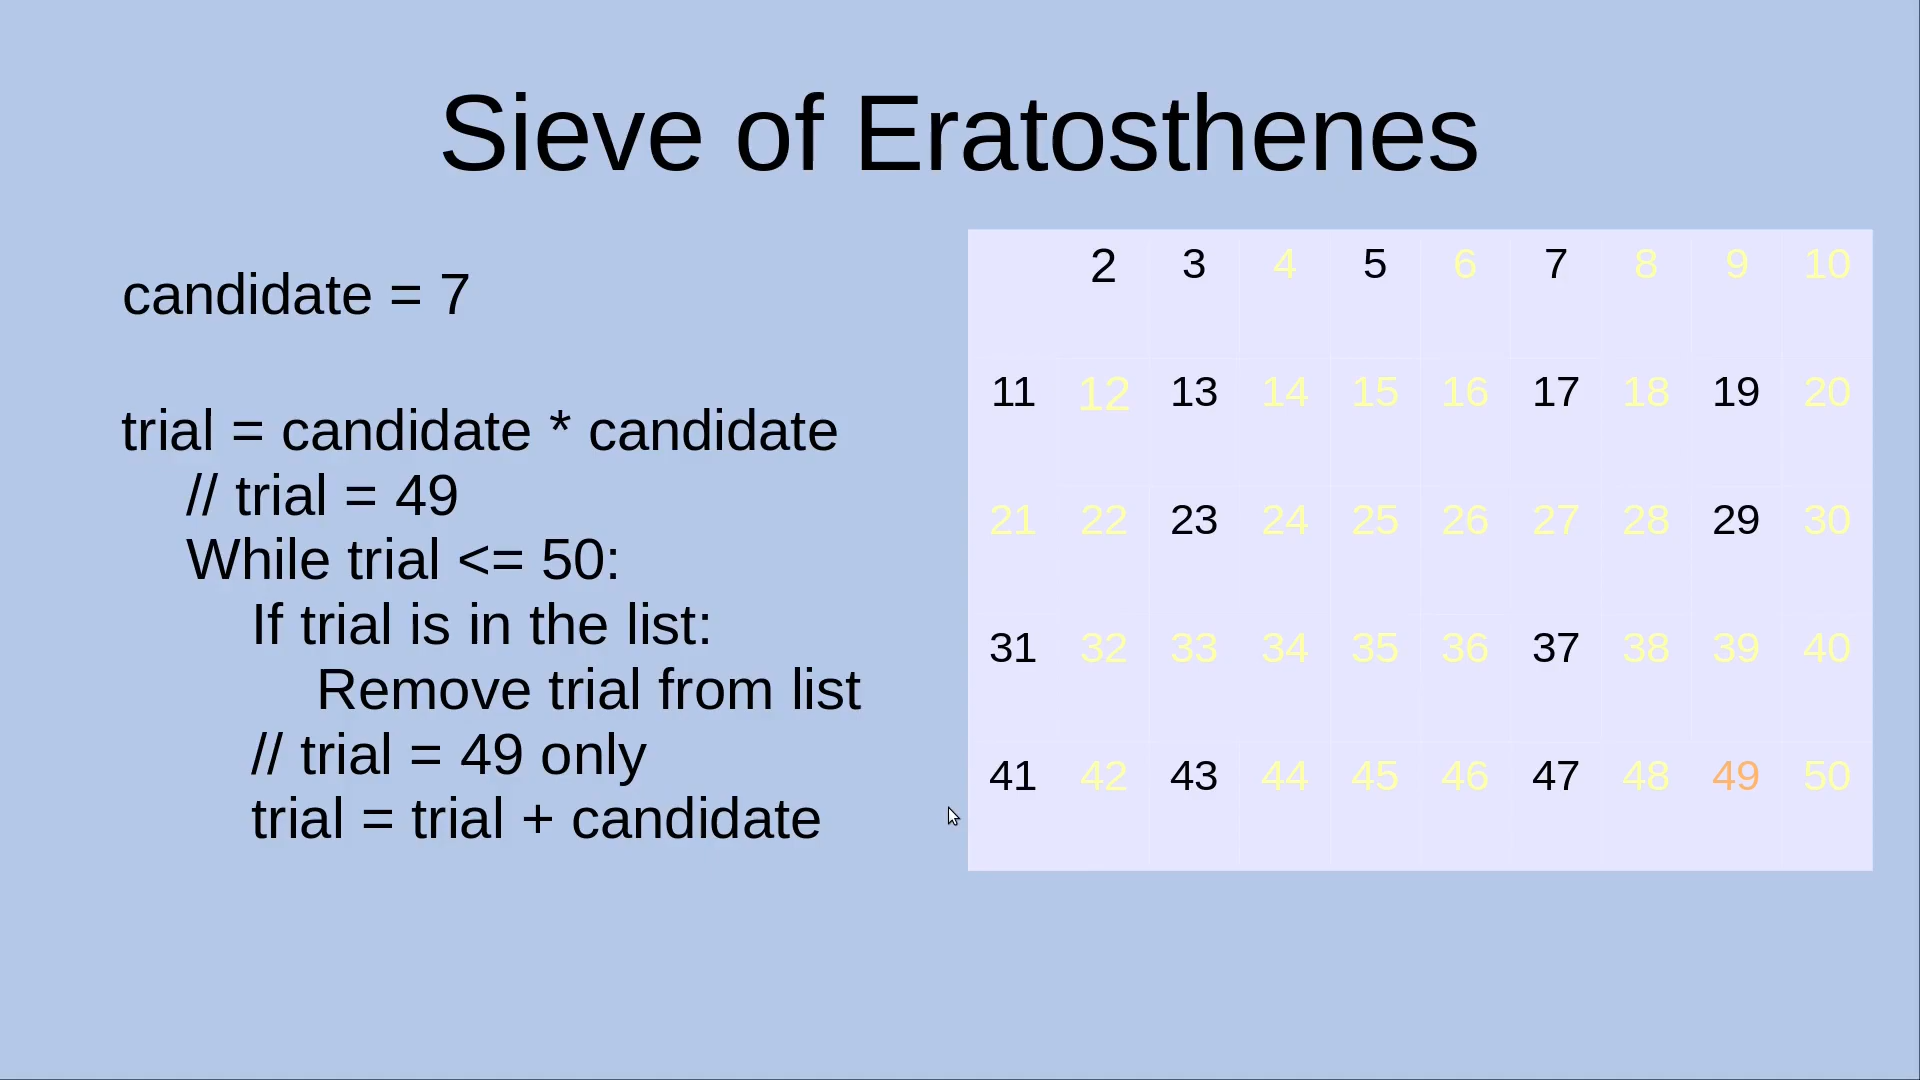 Sieve of Eratosthenes
candidate = 7
trial = candidate * candidate
// trial = 49
While trial <= 50:
If trial is in the list:
Remove trial from list
// trial = 49 only
trial = trial + candidate
2 3 4 5 6 7 8 9 10
11 12 13 14 15 16 17 18 19 20
21 22 23 24 25 26 27 28 29 30
31 32 33 34 35 36 37 38 39 40
41 42 43 44 45 46 47 48 49 50